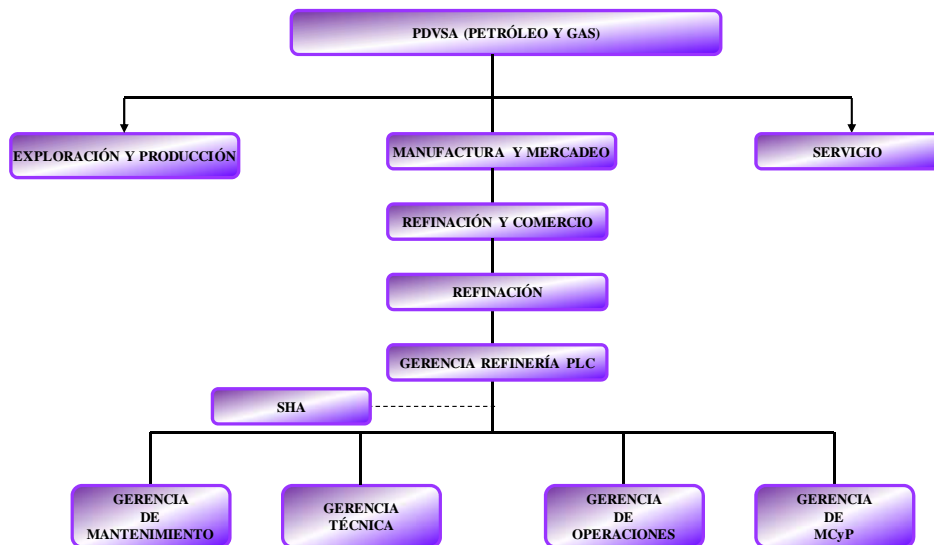 PDVSA (PETRÓLEO Y GAS)
EXPLORACIÓN Y PRODUCCIÓN
MANUFACTURA Y MERCADEO
SERVICIO
REFINACIÓN Y COMERCIO
REFINACIÓN
GERENCIA REFINERÍA PLC
SHA
GERENCIA
DE
MANTENIMIENTO
GERENCIA
TÉCNICA
GERENCIA
DE
OPERACIONES
GERENCIA
DE
MCyP